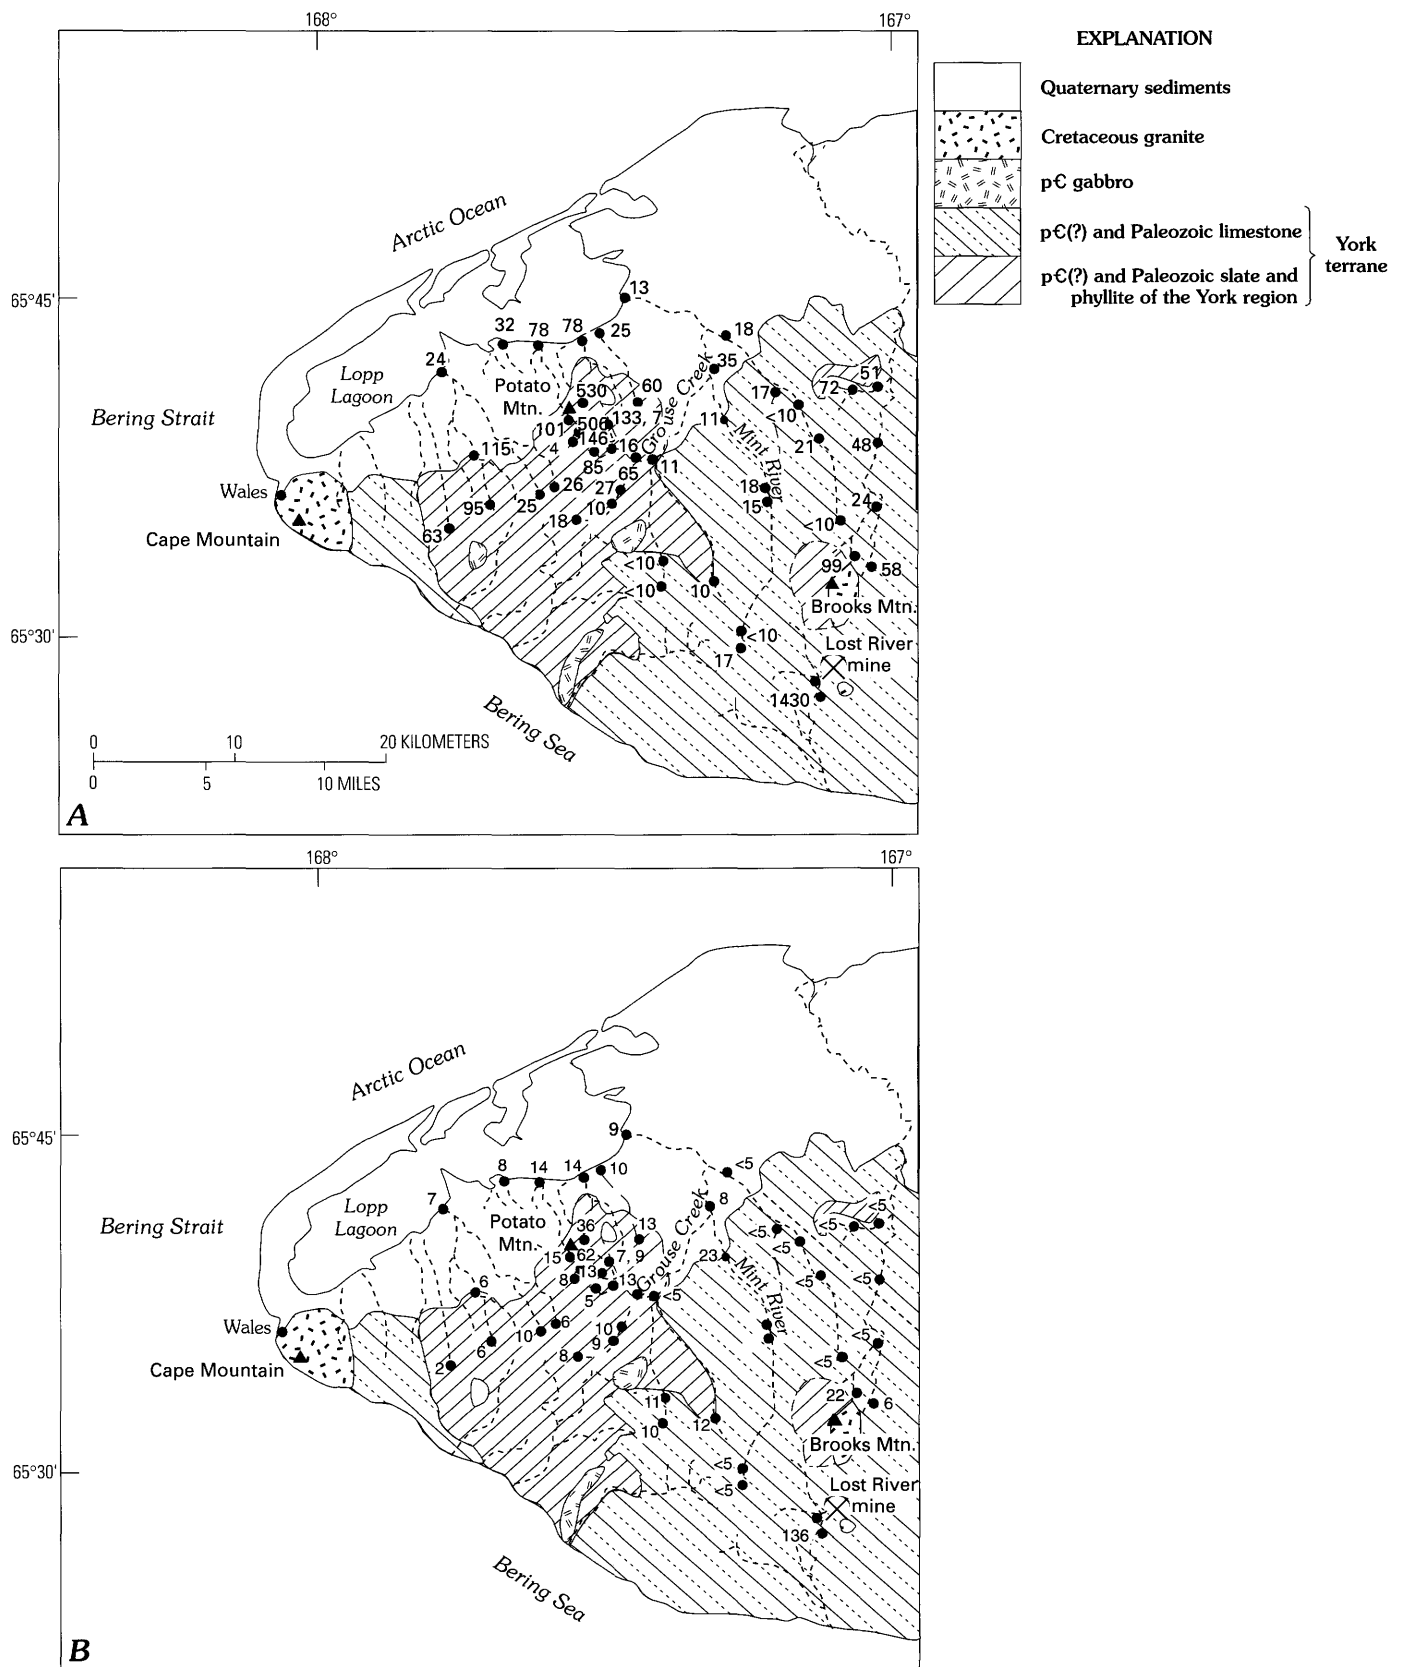 168°
167°
EXPLANATION
Quaternary sediments
Cretaceous granite
p€ gabbro
p€(?) and Paleozoic limestone
p€(?) and Paleozoic slate and
phyllite of the York region
York
terrane
Arctic Ocean
65°45'
13
32
78
78
25
18
24
35
Lopp
Lagoon
Potato
Mtn.
530
60
Grouse Creek
17
72
51
Bering Strait
<10
101
506
133, 7
11
Mint River
21
48
115
4
146
16
85
65
11
Wales
95
25
26
27
10
18
15
24
<10
Cape Mountain
63
18
<10
99
58
<10
10
Brooks Mtn.
65°30'
<10
17
Lost River
mine
1430
Bering Sea
0
10
20 KILOMETERS
0
5
10 MILES
A
168°
167°
Arctic Ocean
65°45'
9
8
14
14
10
<5
7
8
Lopp
Lagoon
Potato
Mtn.
36
13
Grouse Creek
<5
<5
<5
Bering Strait
<5
15
62
7
9
23
Mint River
<5
<5
8
13
13
6
5
<5
Wales
6
10
6
10
9
<5
<5
Cape Mountain
2
8
22
6
11
10
12
Brooks Mtn.
65°30'
<5
<5
Lost River
mine
136
Bering Sea
B